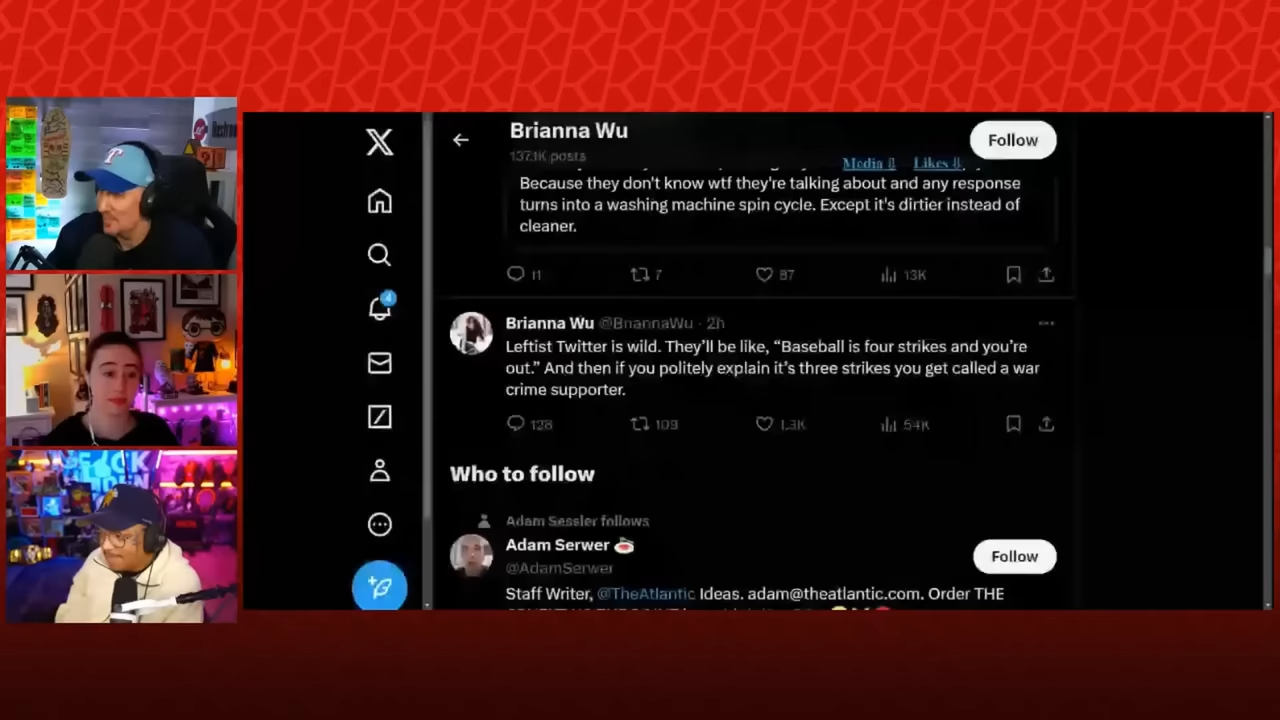 Brianna Wu
137.1K posts
Follow
Media ⇩ Likes ⇩
Because they don't know wtf they're talking about and any response
turns into a washing machine spin cycle. Except it's dirtier instead of
cleaner.
11 7 87 13K
4
Brianna Wu @BriannaWu · 2h
Leftist Twitter is wild. They'll be like, “Baseball is four strikes and you're
out.” And then if you politely explain it's three strikes you get called a war
crime supporter.
128 109 1.3K 54K
Who to follow
Adam Sessler follows
Adam Serwer
@AdamSerwer
Follow
Staff Writer, @TheAtlantic Ideas. adam@theatlantic.com. Order THE